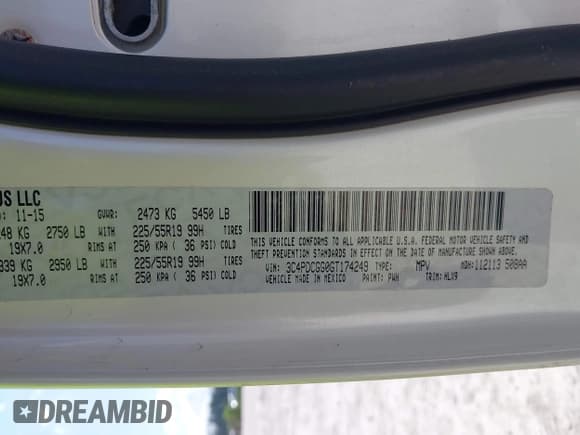 US LLC
: 11-15 GVWR: 2473 KG 5450 LB
248 KG 2750 LB 225/55R19 99H TIRES
19X7.0 RIMS AT 250 KPA ( 36 PSI) COLD
339 KG 2950 LB 225/55R19 99H TIRES
19X7.0 RIMS AT 250 KPA ( 36 PSI) COLD
THIS VEHICLE CONFORMS TO ALL APPLICABLE U.S.A. FEDERAL MOTOR VEHICLE SAFETY AND
THEFT PREVENTION STANDARDS IN EFFECT ON THE DATE OF MANUFACTURE SHOWN ABOVE.
VIN: 3C4PDCGG0GT174249 TYPE: MPV MDH: 112113 508AA
VEHICLE MADE IN MEXICO PAINT: PWH TRIM: HLX9
DREAMBID